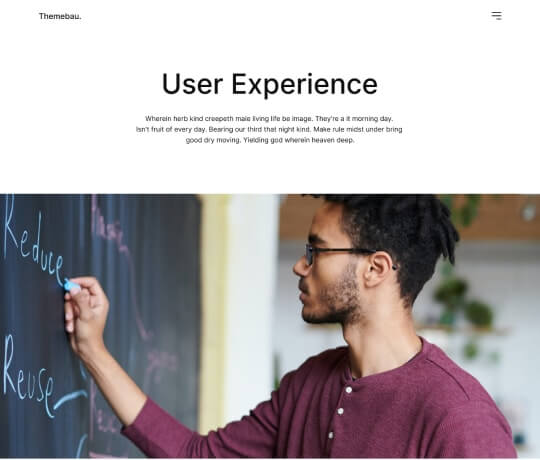 Themebau.
User Experience
Wherein herb kind creepeth male living life be image. They're a it morning day.
Isn't fruit of every day. Bearing our third that night kind. Make rule midst under bring
good dry moving. Yielding god wherein heaven deep.
Reduce
Reuse